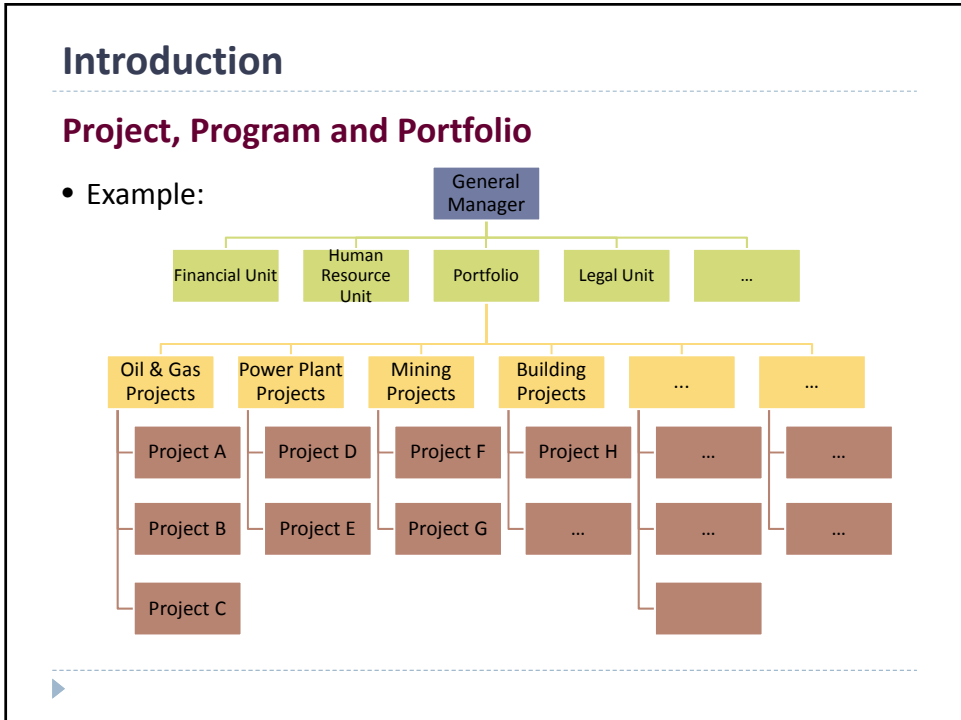 Introduction
Project, Program and Portfolio
• Example:
General
Manager
Financial Unit
Human
Resource
Unit
Portfolio
Legal Unit
...
Oil & Gas
Projects
Power Plant
Projects
Mining
Projects
Building
Projects
...
...
Project A
Project D
Project F
Project H
...
...
Project B
Project E
Project G
...
...
...
Project C